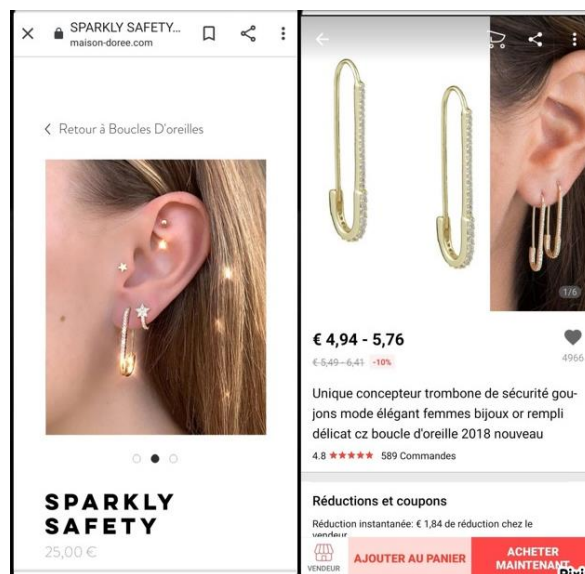 SPARKLY SAFETY...
maison-doree.com
Retour à Boucles D'oreilles
SPARKLY
SAFETY
25,00 €
1/6
€ 4,94 - 5,76
€ 5,49 - 6,41 -10%
4966
Unique concepteur trombone de sécurité gou-
jons mode élégant femmes bijoux or rempli
délicat cz boucle d'oreille 2018 nouveau
4.8 ★★★★★ 589 Commandes
Réductions et coupons
Réduction instantanée: € 1,84 de réduction chez le
vendeur
VENDEUR
AJOUTER AU PANIER
ACHETER
MAINTENANT